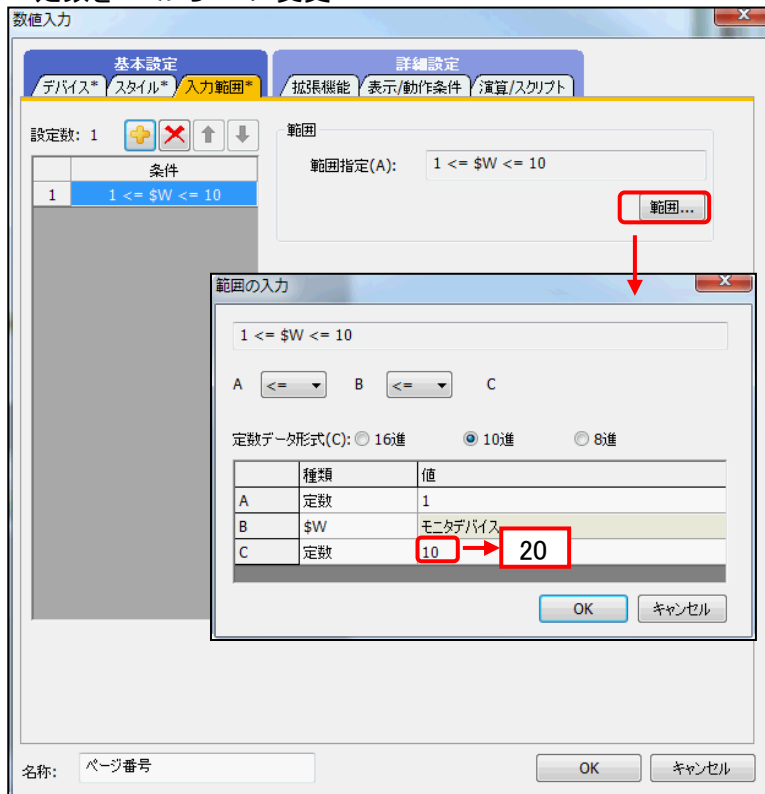 数値入力
基本設定
詳細設定
デバイス* スタイル* 入力範囲* 拡張機能 表示/動作条件 演算/スクリプト
設定数: 1
条件
1 1 <= $W <= 10
範囲
範囲指定(A): 1 <= $W <= 10
範囲...
範囲の入力
1 <= $W <= 10
A <= B <= C
定数データ形式(C): 16進 10進 8進
種類 値
A 定数 1
B $W モニタデバイス
C 定数 10 20
OK キャンセル
名称: ページ番号
OK キャンセル